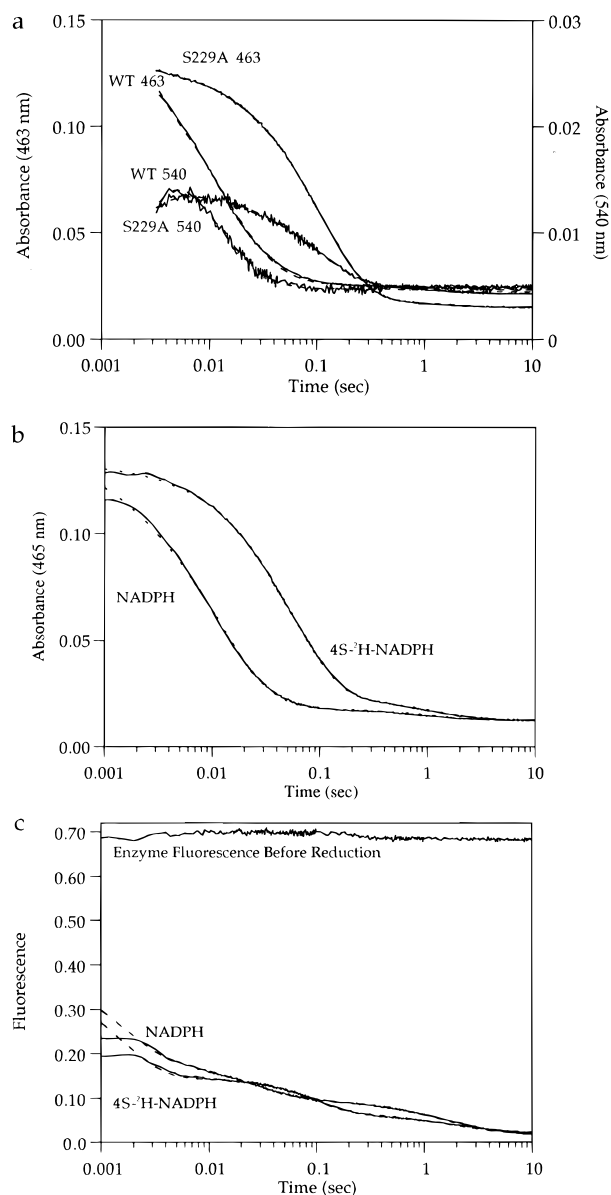 a
0.15
0.03
S229A 463
WT 463
Absorbance (463 nm)
0.10
0.02
Absorbance (540 nm)
WT 540
S229A 540
0.05
0.01
0.00
0
0.001
0.01
0.1
1
10
Time (sec)
b
0.15
Absorbance (465 nm)
0.10
NADPH
4S-²H-NADPH
0.05
0.00
0.001
0.01
0.1
1
10
Time (sec)
c
0.70
Enzyme Fluorescence Before Reduction
0.60
0.50
Fluorescence
0.40
0.30
NADPH
0.20
0.10
4S-²H-NADPH
0.0
0.001
0.01
0.1
1
10
Time (sec)